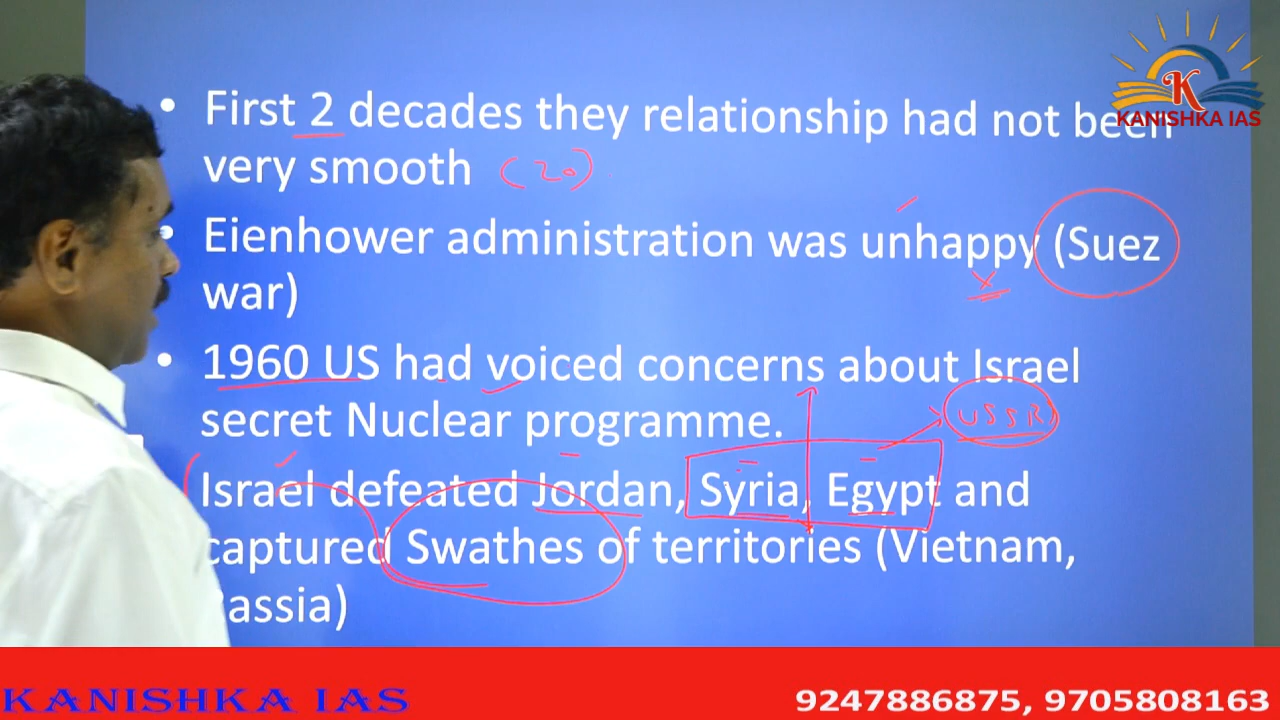 First 2 decades they relationship had not been
very smooth (20)
Eienhower administration was unhappy (Suez
war)
1960 US had voiced concerns about Israel
secret Nuclear programme.
USSR
Israel defeated Jordan, Syria, Egypt and
captured Swathes of territories (Vietnam,
assia)
K
KANISHKA IAS
KANISHKA IAS
9247886875, 9705808163